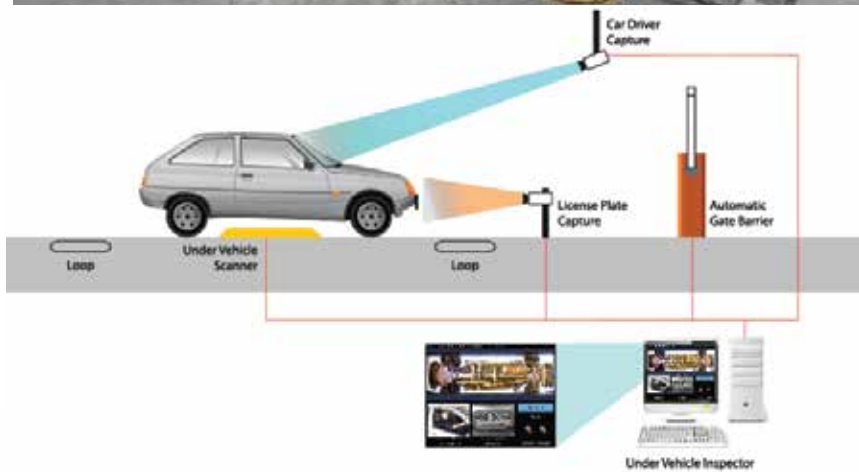 Car Driver
Capture
License Plate
Capture
Automatic
Gate Barrier
Loop
Under Vehicle
Scanner
Loop
Under Vehicle Inspector